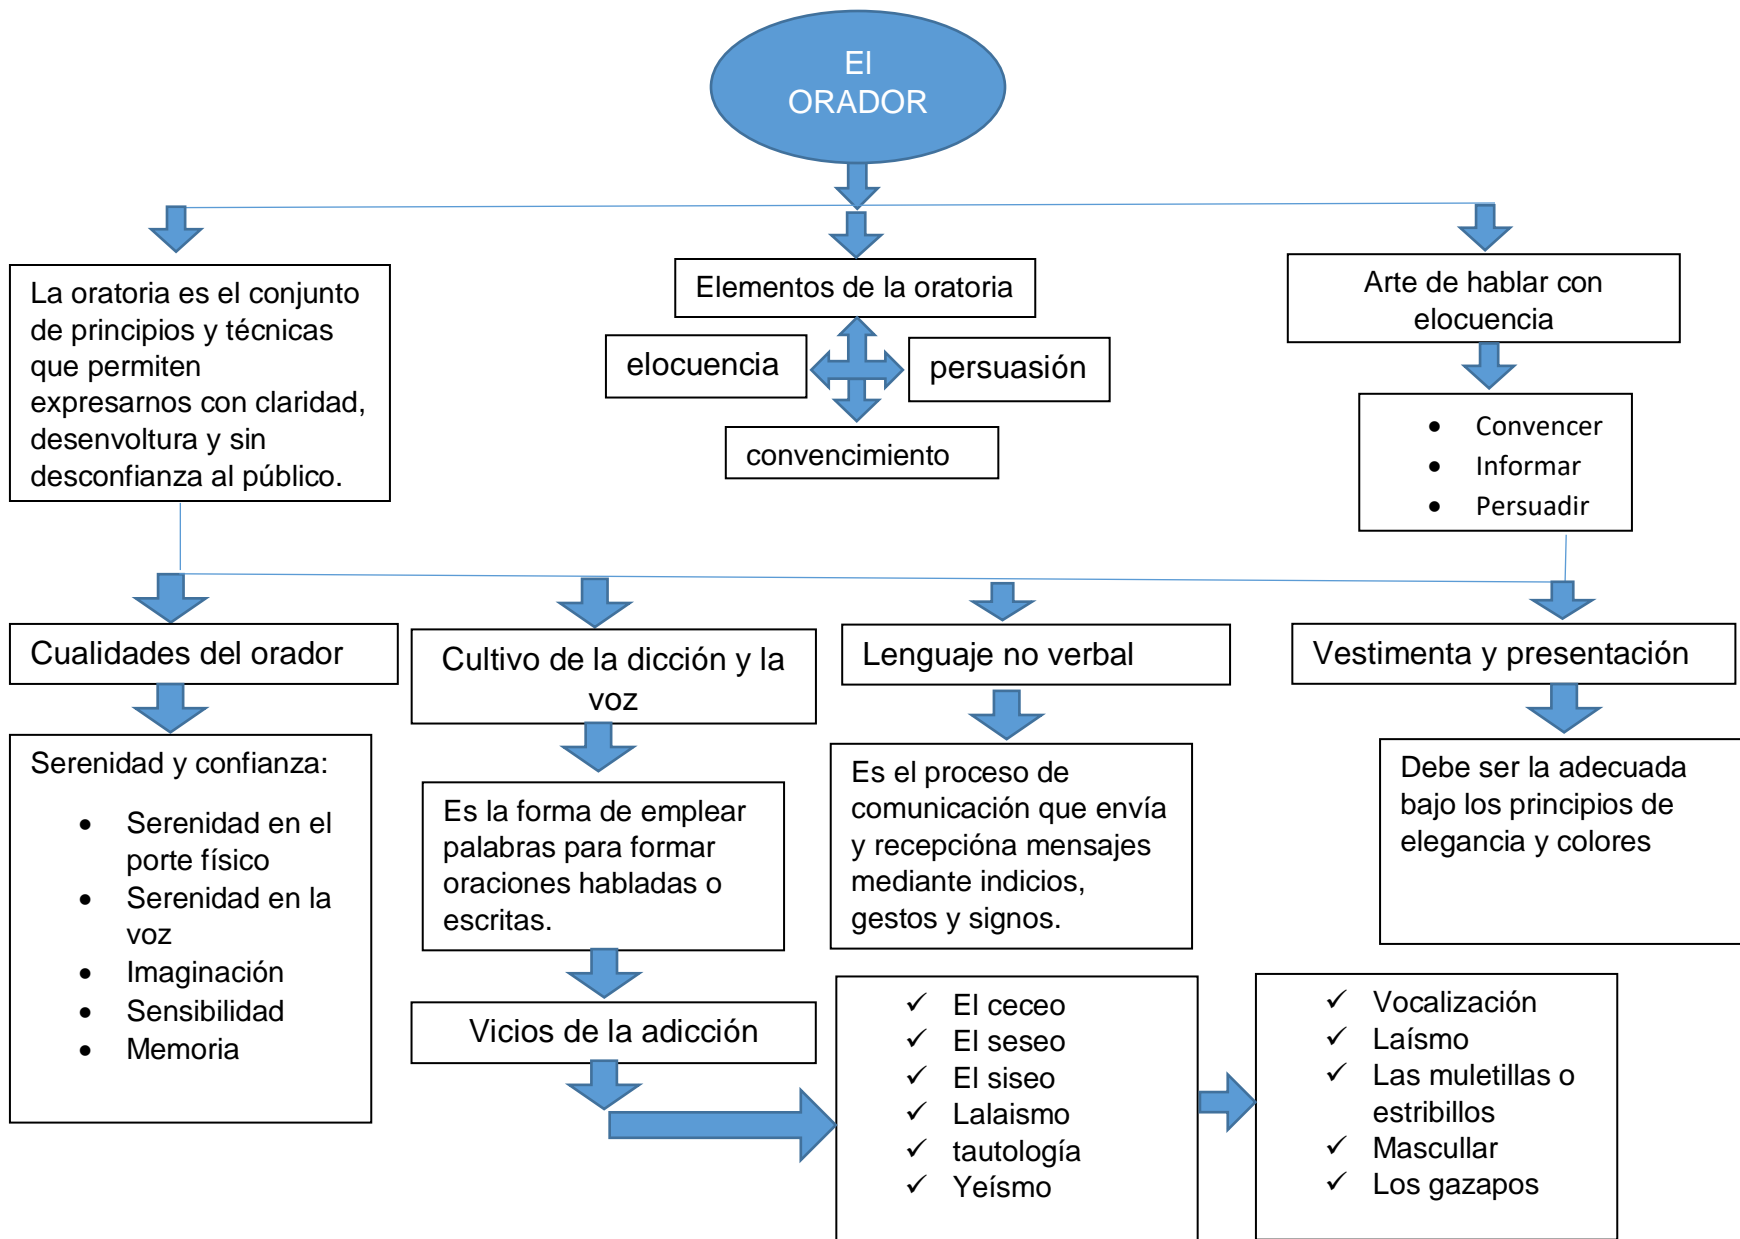 El
ORADOR
La oratoria es el conjunto
de principios y técnicas
que permiten
expresarnos con claridad,
desenvoltura y sin
desconfianza al público.
Elementos de la oratoria
elocuencia
persuasión
convencimiento
Arte de hablar con
elocuencia
• Convencer
• Informar
• Persuadir
Cualidades del orador
Serenidad y confianza:
• Serenidad en el
porte físico
• Serenidad en la
voz
• Imaginación
• Sensibilidad
• Memoria
Cultivo de la dicción y la
voz
Es la forma de emplear
palabras para formar
oraciones habladas o
escritas.
Vicios de la adicción
✓ El ceceo
✓ El seseo
✓ El siseo
✓ Lalaismo
✓ tautología
✓ Yeísmo
✓ Vocalización
✓ Laísmo
✓ Las muletillas o
estribillos
✓ Mascullar
✓ Los gazapos
Lenguaje no verbal
Es el proceso de
comunicación que envía
y recepcióna mensajes
mediante indicios,
gestos y signos.
Vestimenta y presentación
Debe ser la adecuada
bajo los principios de
elegancia y colores